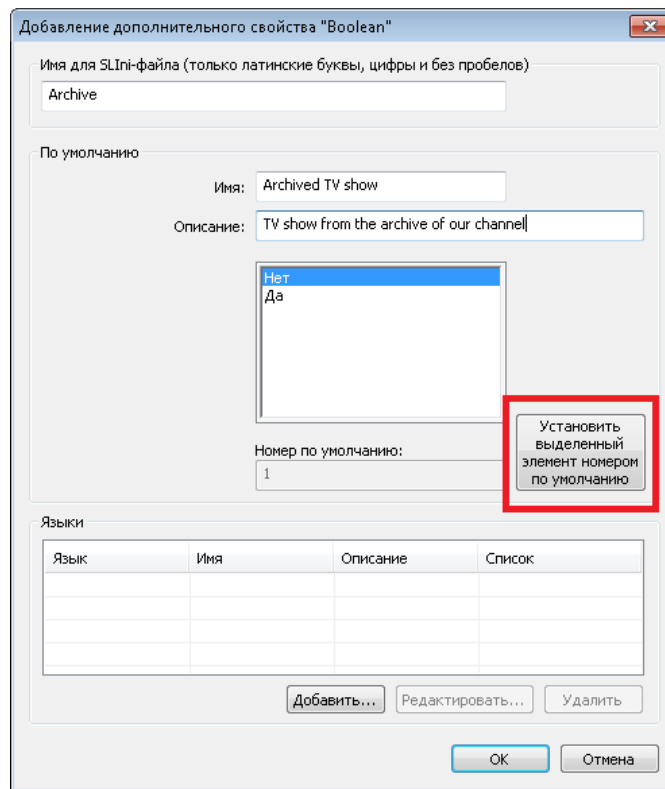 Добавление дополнительного свойства "Boolean"
Имя для SLIni-файла (только латинские буквы, цифры и без пробелов)
Archive
По умолчанию
Имя: Archived TV show
Описание: TV show from the archive of our channel
Нет
Да
Номер по умолчанию:
1
Установить
выделенный
элемент номером
по умолчанию
Языки
Язык Имя Описание Список
Добавить... Редактировать... Удалить
OK Отмена